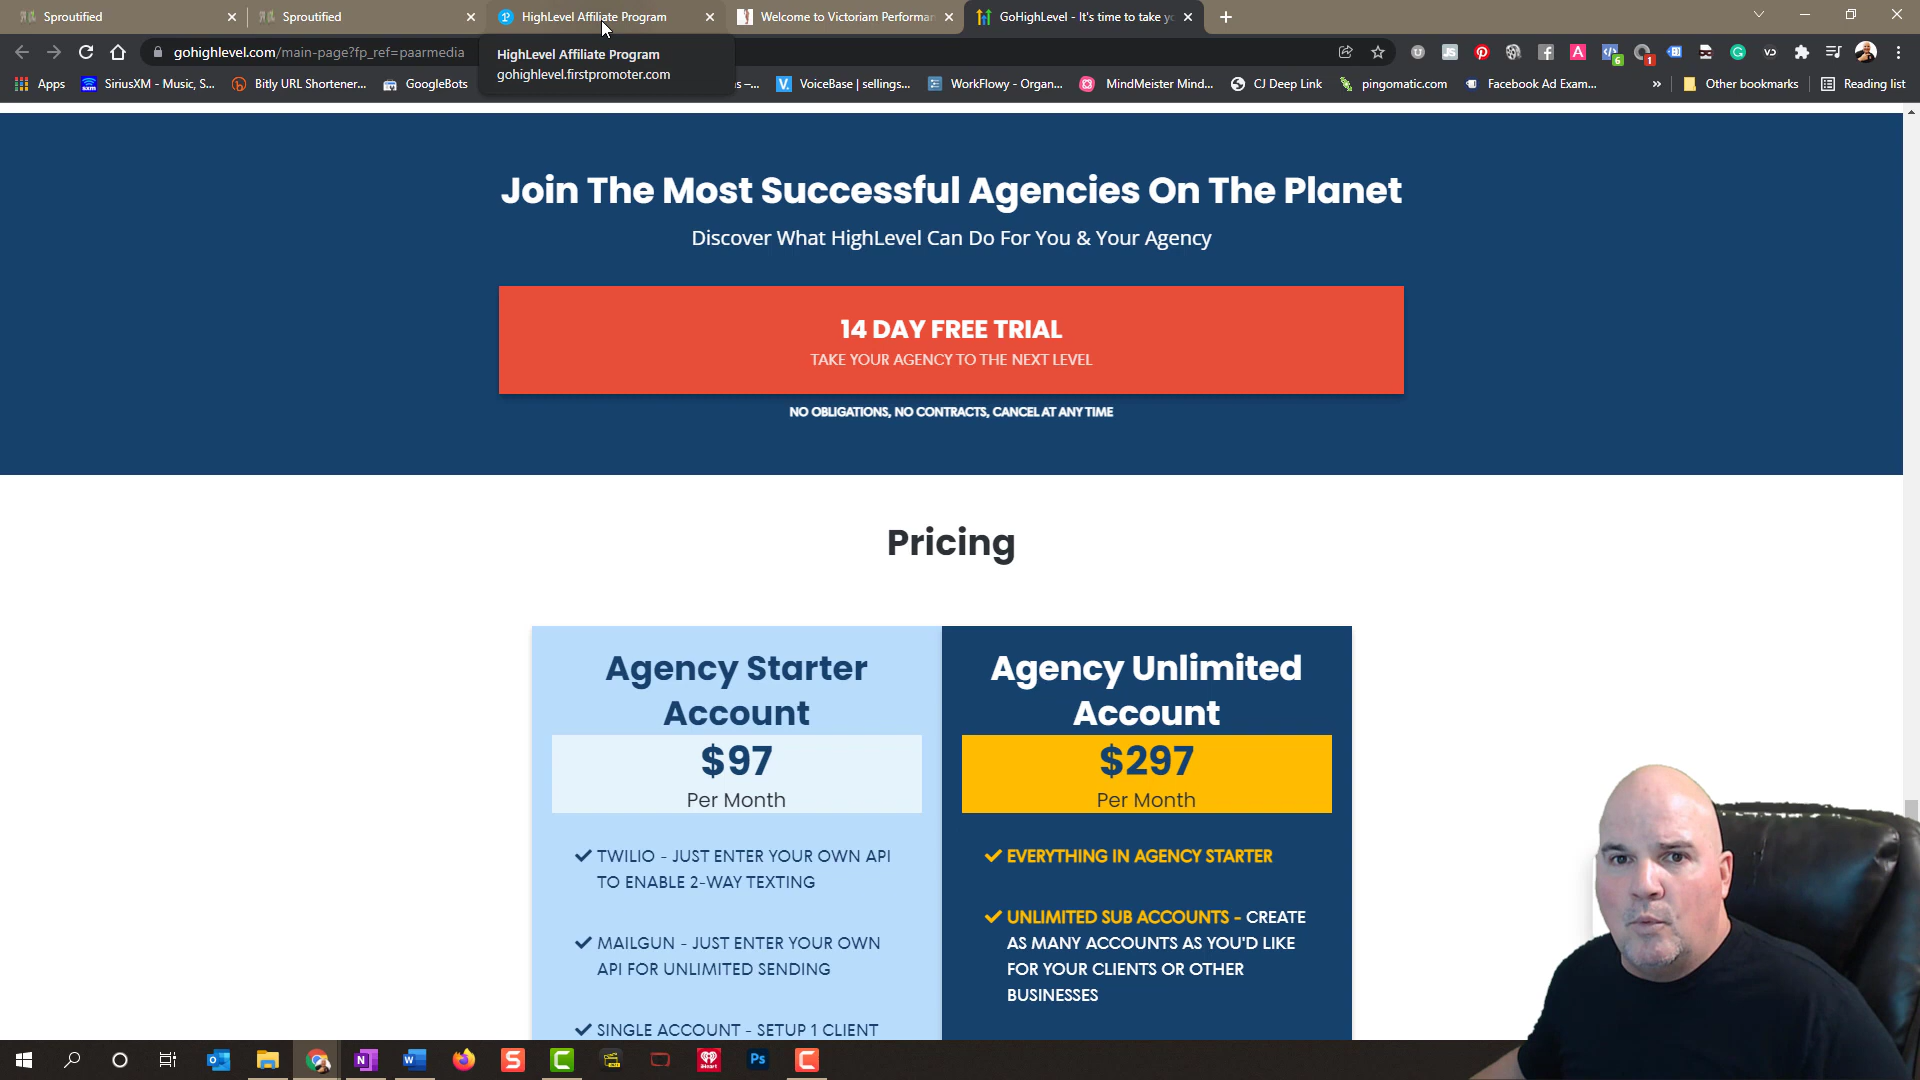 Sproutified
Sproutified
HighLevel Affiliate Program
Welcome to Victoriam Performan
GoHighLevel - It's time to take yo
gohighlevel.com/main-page?fp_ref=paarmedia
HighLevel Affiliate Program
gohighlevel.firstpromoter.com
Apps
SiriusXM - Music, S...
Bitly URL Shortener...
GoogleBots
s –...
VoiceBase | sellings...
WorkFlowy - Organ...
MindMeister Mind...
CJ Deep Link
pingomatic.com
Facebook Ad Exam...
»
Other bookmarks
Reading list
Join The Most Successful Agencies On The Planet
Discover What HighLevel Can Do For You & Your Agency
14 DAY FREE TRIAL
TAKE YOUR AGENCY TO THE NEXT LEVEL
NO OBLIGATIONS, NO CONTRACTS, CANCEL AT ANY TIME
Pricing
Agency Starter
Account
$97
Per Month
TWILIO - JUST ENTER YOUR OWN API
TO ENABLE 2-WAY TEXTING
MAILGUN - JUST ENTER YOUR OWN
API FOR UNLIMITED SENDING
SINGLE ACCOUNT - SETUP 1 CLIENT
Agency Unlimited
Account
$297
Per Month
EVERYTHING IN AGENCY STARTER
UNLIMITED SUB ACCOUNTS - CREATE
AS MANY ACCOUNTS AS YOU'D LIKE
FOR YOUR CLIENTS OR OTHER
BUSINESSES